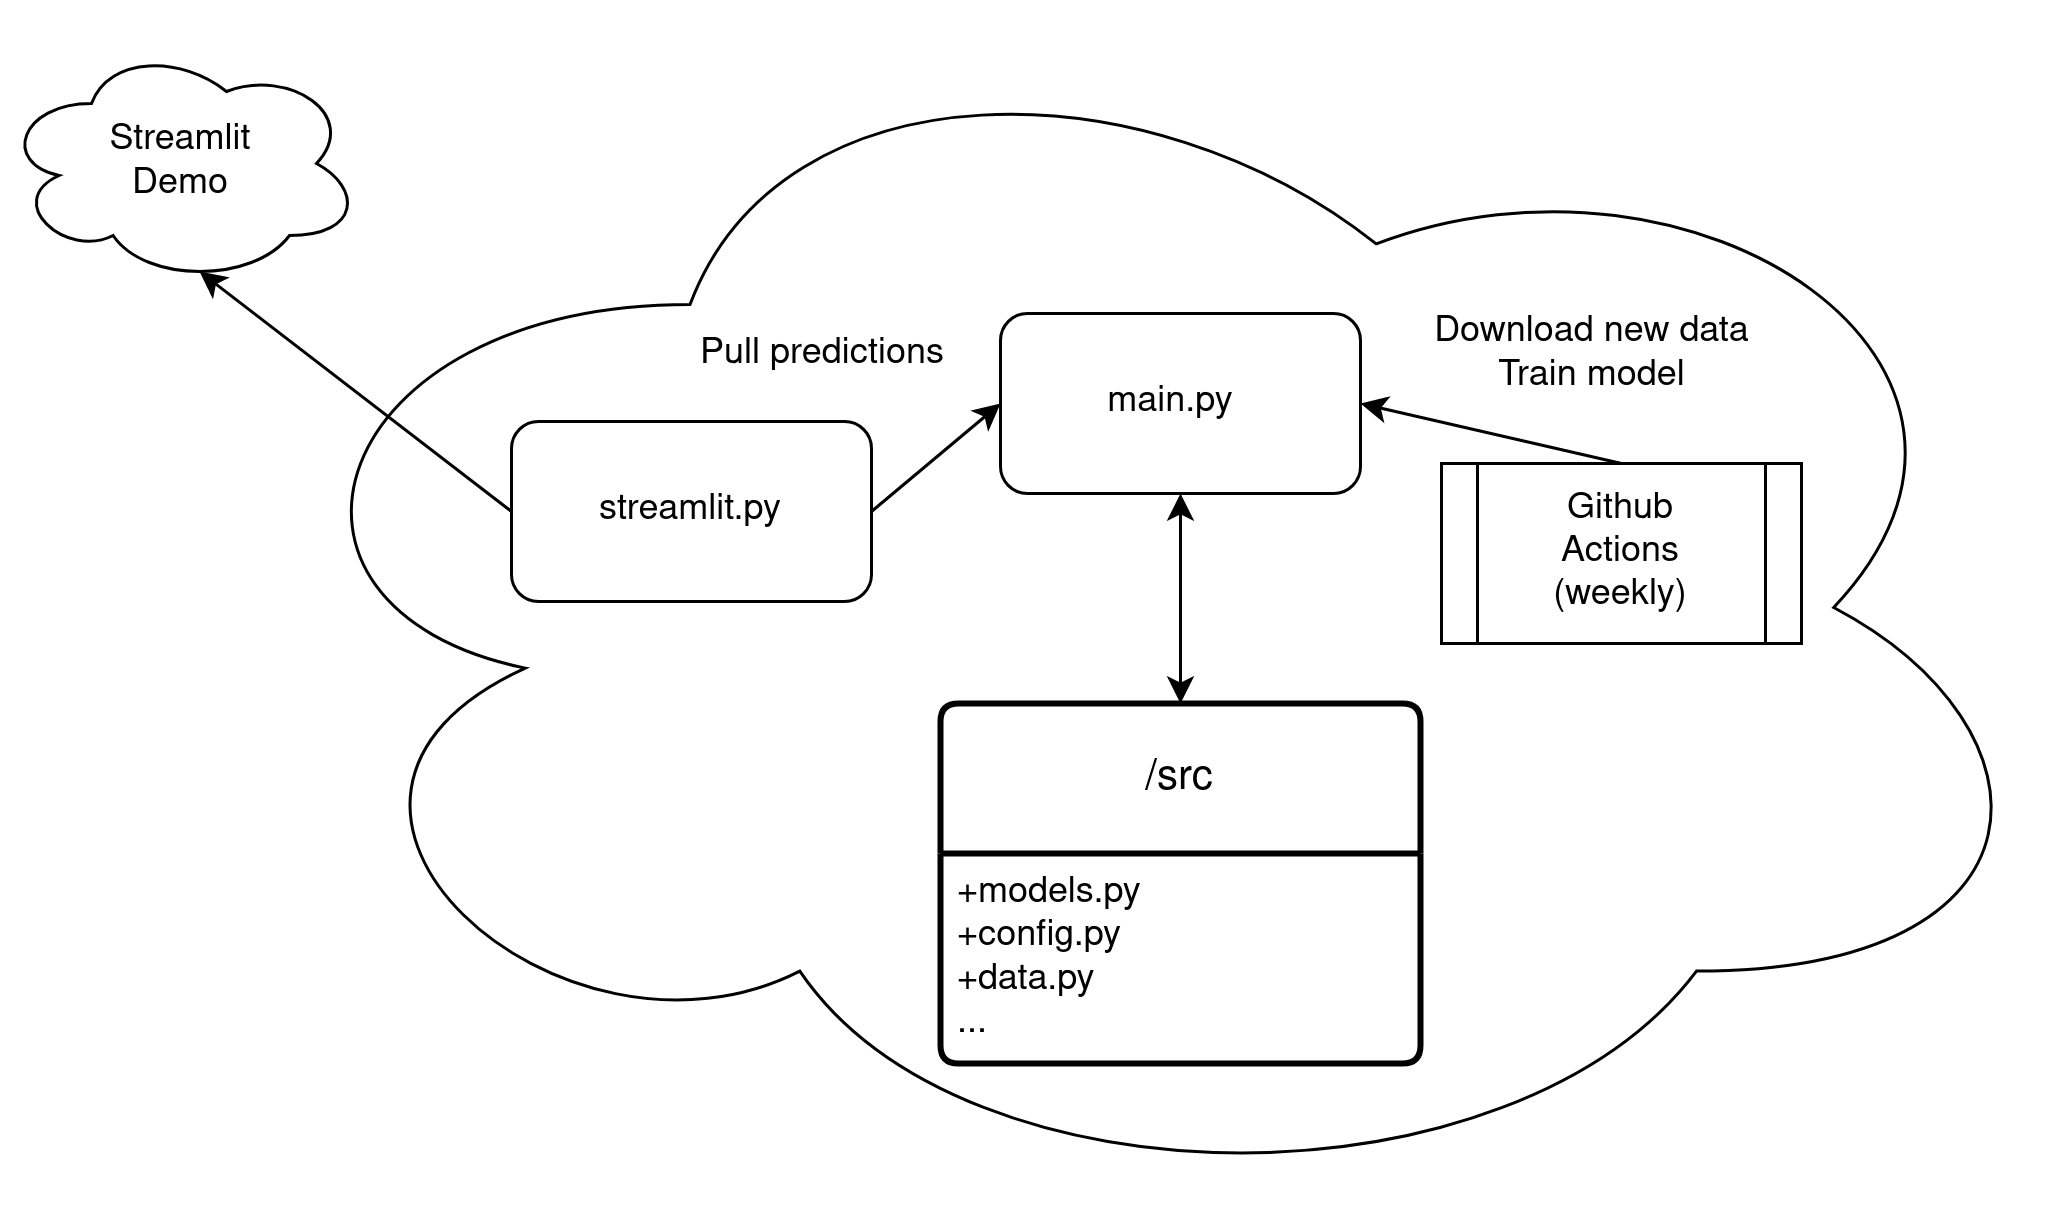 Streamlit
Demo
Pull predictions
main.py
Download new data
Train model
streamlit.py
Github
Actions
(weekly)
/src
+models.py
+config.py
+data.py
...